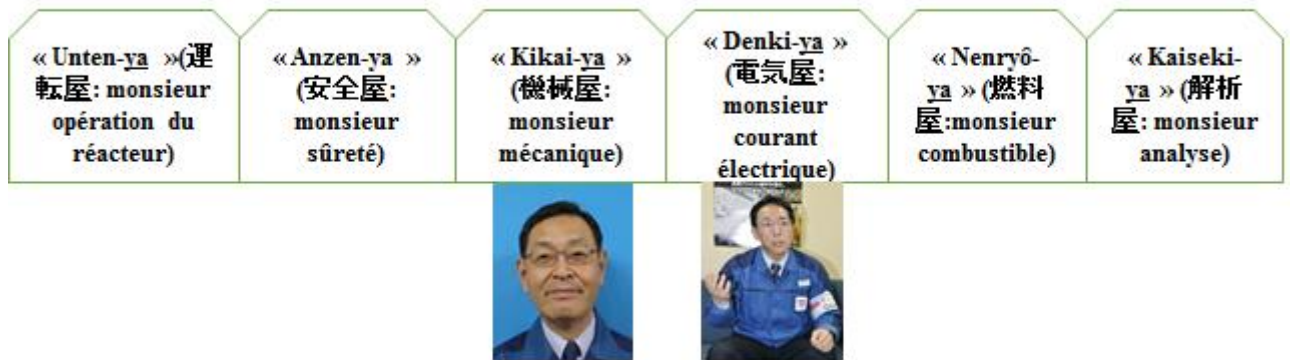 « Unten-ya »(運
転屋: monsieur
opération du
réacteur)
« Anzen-ya »
(安全屋:
monsieur
sûreté)
« Kikai-ya »
(機械屋:
monsieur
mécanique)
« Denki-ya »
(電気屋:
monsieur
courant
électrique)
« Nenryô-
ya » (燃料
屋:monsieur
combustible)
« Kaiseki-
ya » (解析
屋: monsieur
analyse)